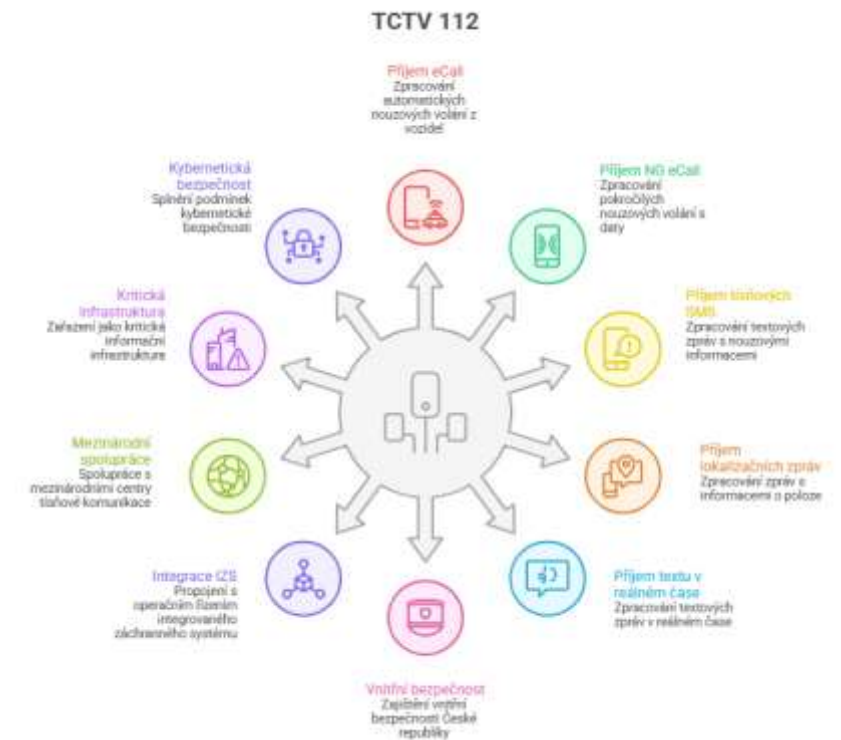 TCTV 112
Příjem eCall
Zpracování
automatických
nouzových volání z
vozidel
Příjem NG eCall
Zpracování
pokročilých
nouzových volání s
daty
Příjem tísňových
SMS
Zpracování textových
zpráv s nouzovými
informacemi
Příjem
lokalizačních zpráv
Zpracování zpráv s
informacemi o poloze
Příjem textu v
reálném čase
Zpracování textových
zpráv v reálném čase
Vnitřní bezpečnost
Zajištění vnitřní
bezpečnosti České
republiky
Integrace IZS
Propojení s
operačním řízením
integrovaného
záchranného systému
Mezinárodní
spolupráce
Spolupráce s
mezinárodními centry
tísňové komunikace
Kritická
infrastruktura
Zařazení jako kritická
informační
infrastruktura
Kybernetická
bezpečnost
Splnění podmínek
kybernetické
bezpečnosti